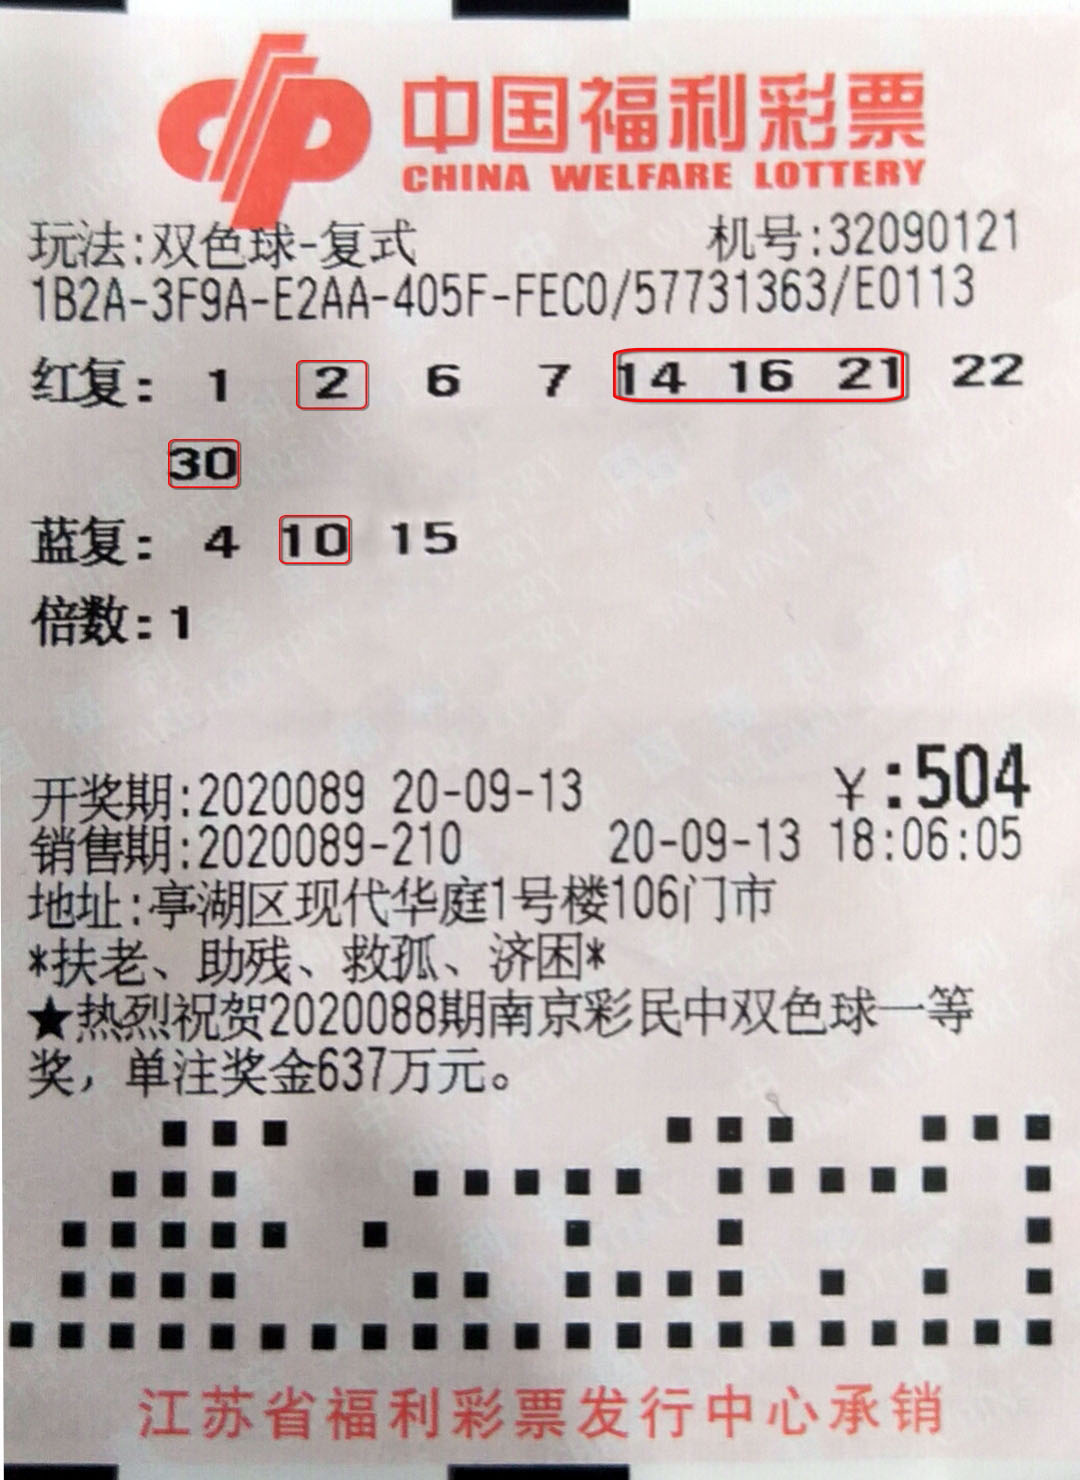 中国福利彩票
CHINA WELFARE LOTTERY
玩法:双色球-复式 机号:32090121
1B2A-3F9A-E2AA-405F-FEC0/57731363/E0113
红复: 1 2 6 7 14 16 21 22
30
蓝复: 4 10 15
倍数:1
开奖期:2020089 20-09-13 ¥:504
销售期:2020089-210 20-09-13 18:06:05
地址:亭湖区现代华庭1号楼106门市
*扶老、助残、救孤、济困*
★热烈祝贺2020088期南京彩民中双色球一等
奖，单注奖金637万元。
江苏省福利彩票发行中心承销